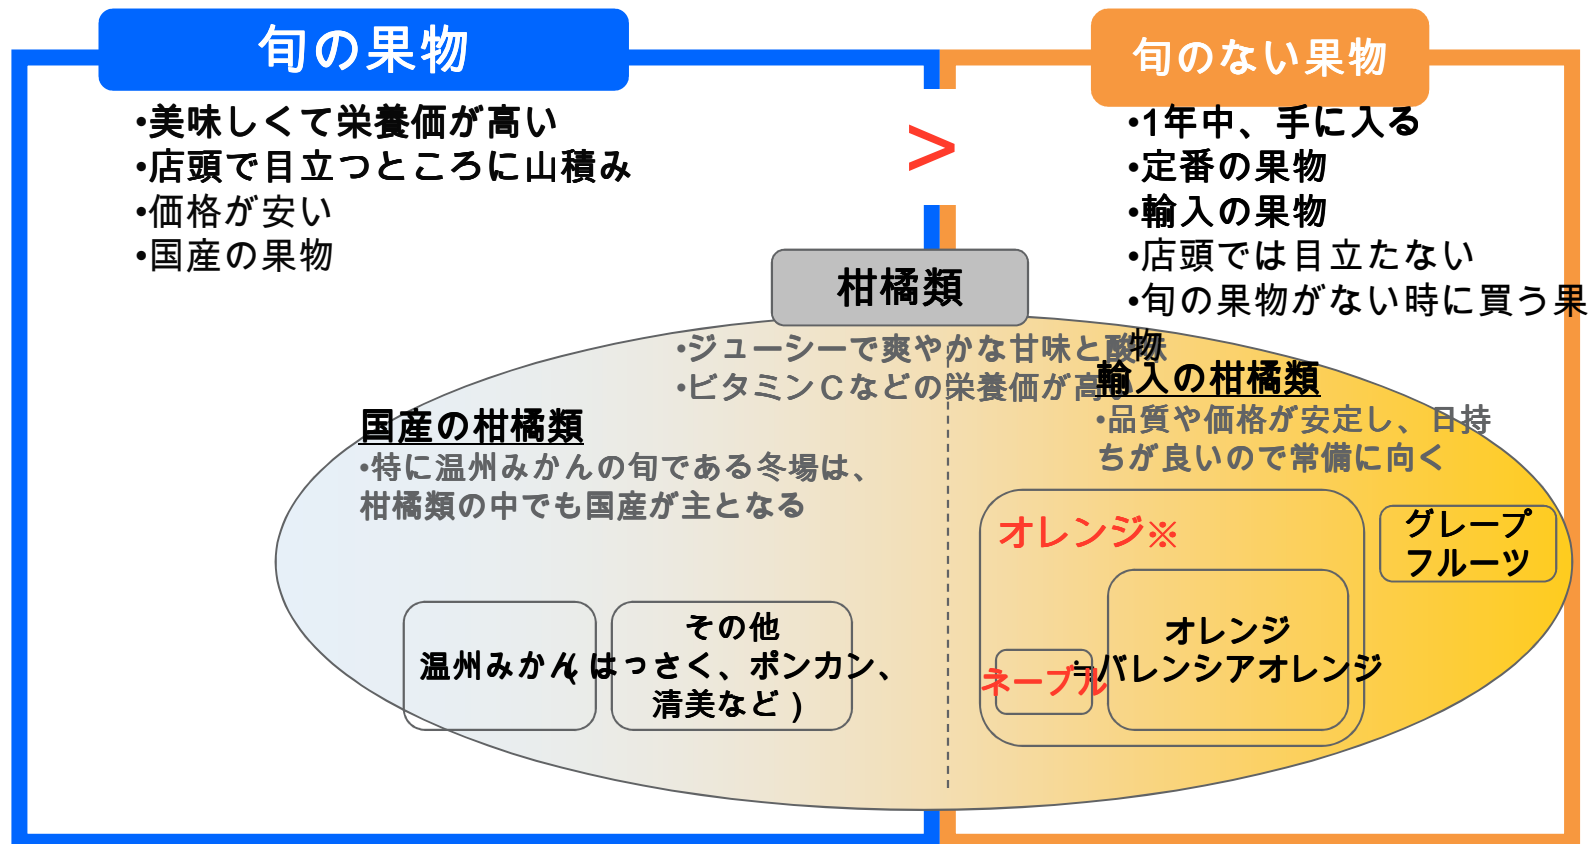 旬の果物
•美味しくて栄養価が高い
•店頭で目立つところに山積み
•価格が安い
•国産の果物
>
旬のない果物
•1年中、手に入る
•定番の果物
•輸入の果物
•店頭では目立たない
•旬の果物がない時に買う果
物
柑橘類
•ジューシーで爽やかな甘味と酸味
•ビタミンCなどの栄養価が高い
国産の柑橘類
•特に温州みかんの旬である冬場は、
柑橘類の中でも国産が主となる
輸入の柑橘類
•品質や価格が安定し、日持
ちが良いので常備に向く
温州みかん
その他
(はっさく、ポンカン、
清美など)
オレンジ※
ネーブル
オレンジ
≒バレンシアオレンジ
グレープ
フルーツ